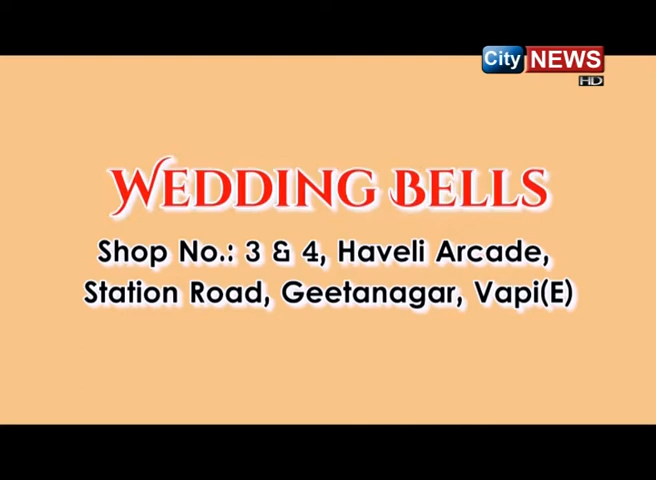 City NEWS
HD
WEDDING BELLS
Shop No.: 3 & 4, Haveli Arcade,
Station Road, Geetanagar, Vapi(E)